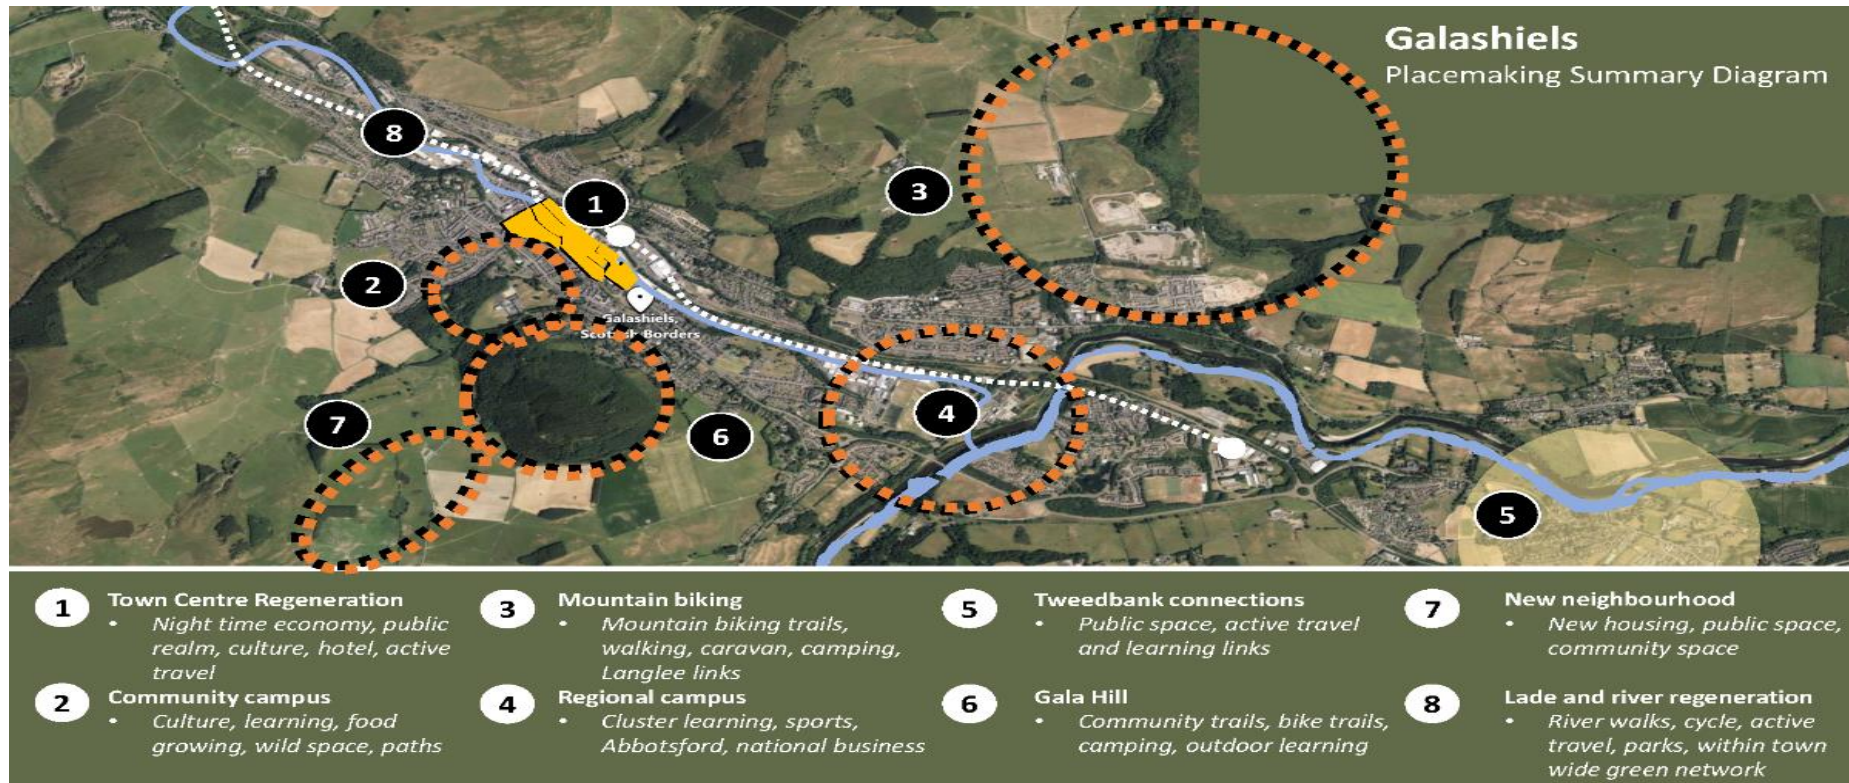 Galashiels
Placemaking Summary Diagram
8
1
3
2
Galashiels,
Scottish Borders
7
6
4
5
1
Town Centre Regeneration
• Night time economy, public
realm, culture, hotel, active
travel
2
Community campus
• Culture, learning, food
growing, wild space, paths
3
Mountain biking
• Mountain biking trails,
walking, caravan, camping,
Langlee links
4
Regional campus
• Cluster learning, sports,
Abbotsford, national business
5
Tweedbank connections
• Public space, active travel
and learning links
6
Gala Hill
• Community trails, bike trails,
camping, outdoor learning
7
New neighbourhood
• New housing, public space,
community space
8
Lade and river regeneration
• River walks, cycle, active
travel, parks, within town
wide green network